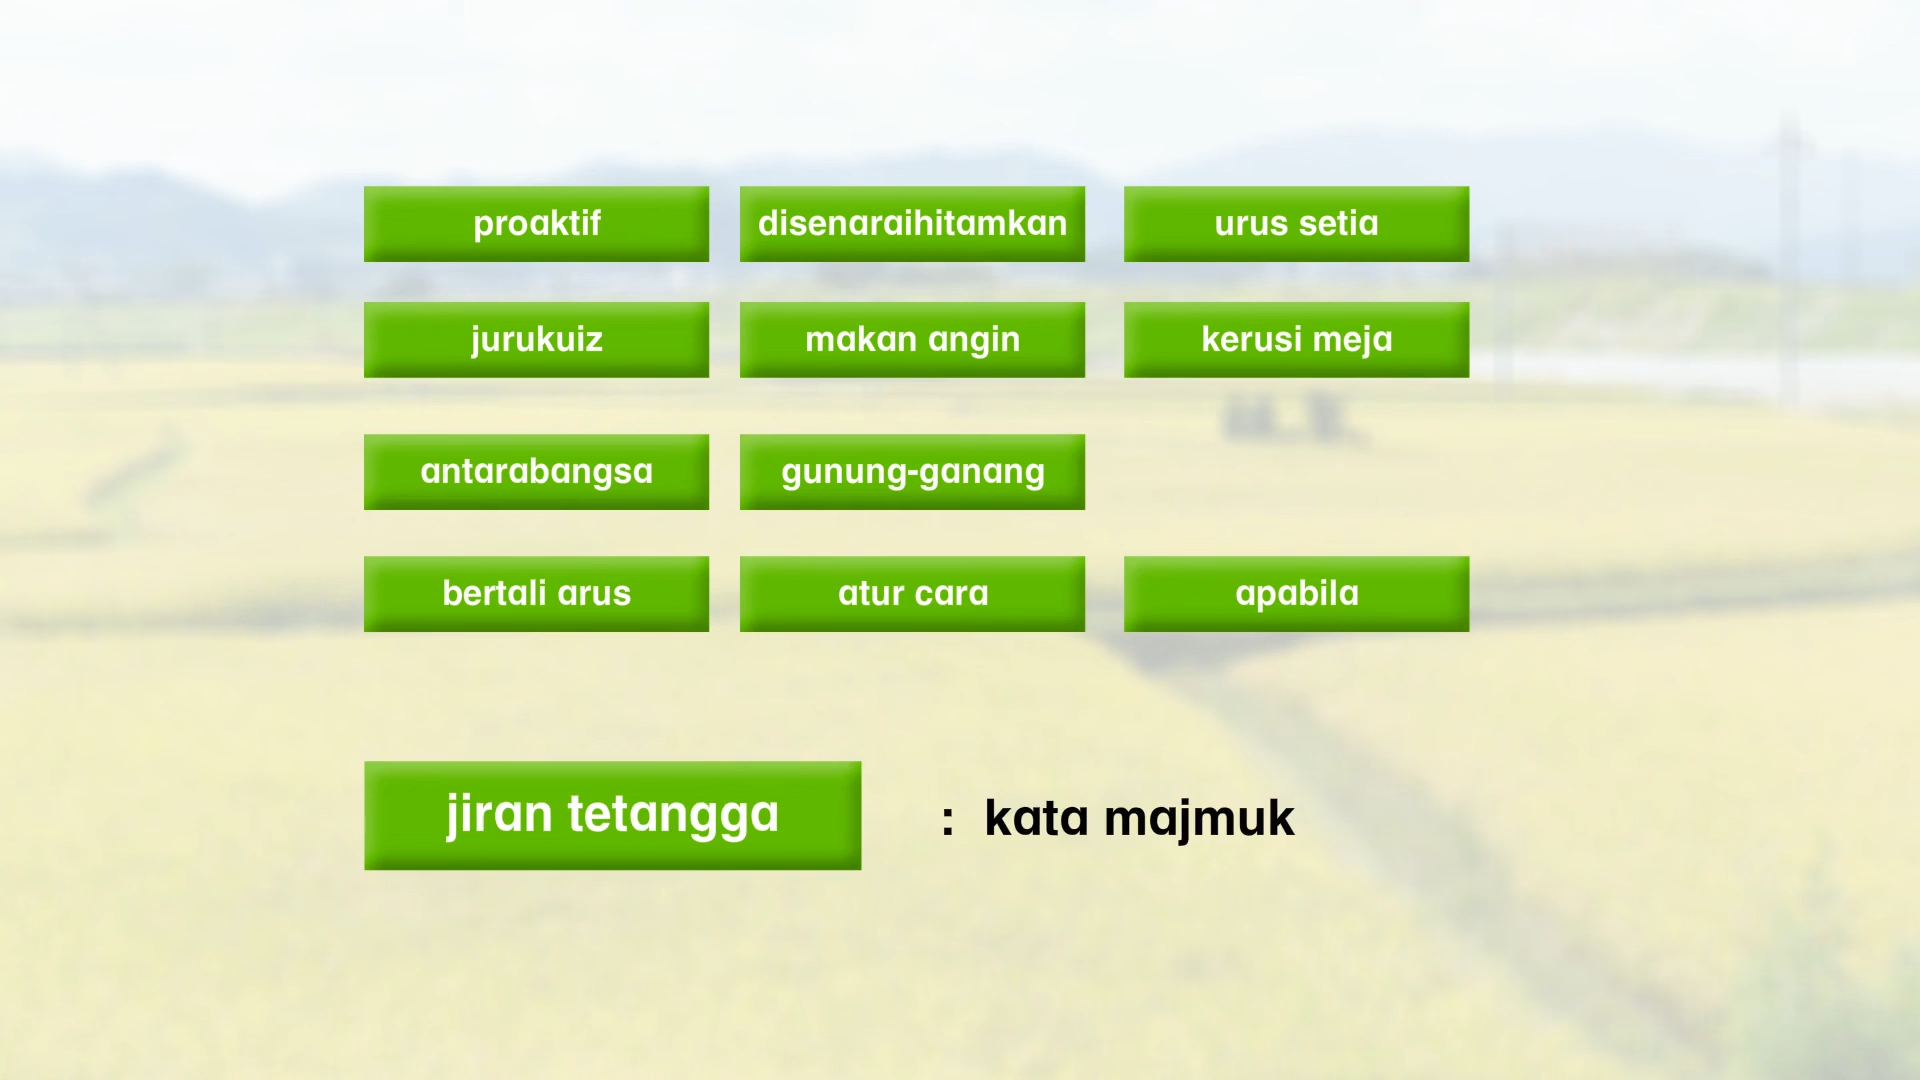 proaktif
disenaraihitamkan
urus setia
jurukuiz
makan angin
kerusi meja
antarabangsa
gunung-ganang
bertali arus
atur cara
apabila
jiran tetangga : kata majmuk